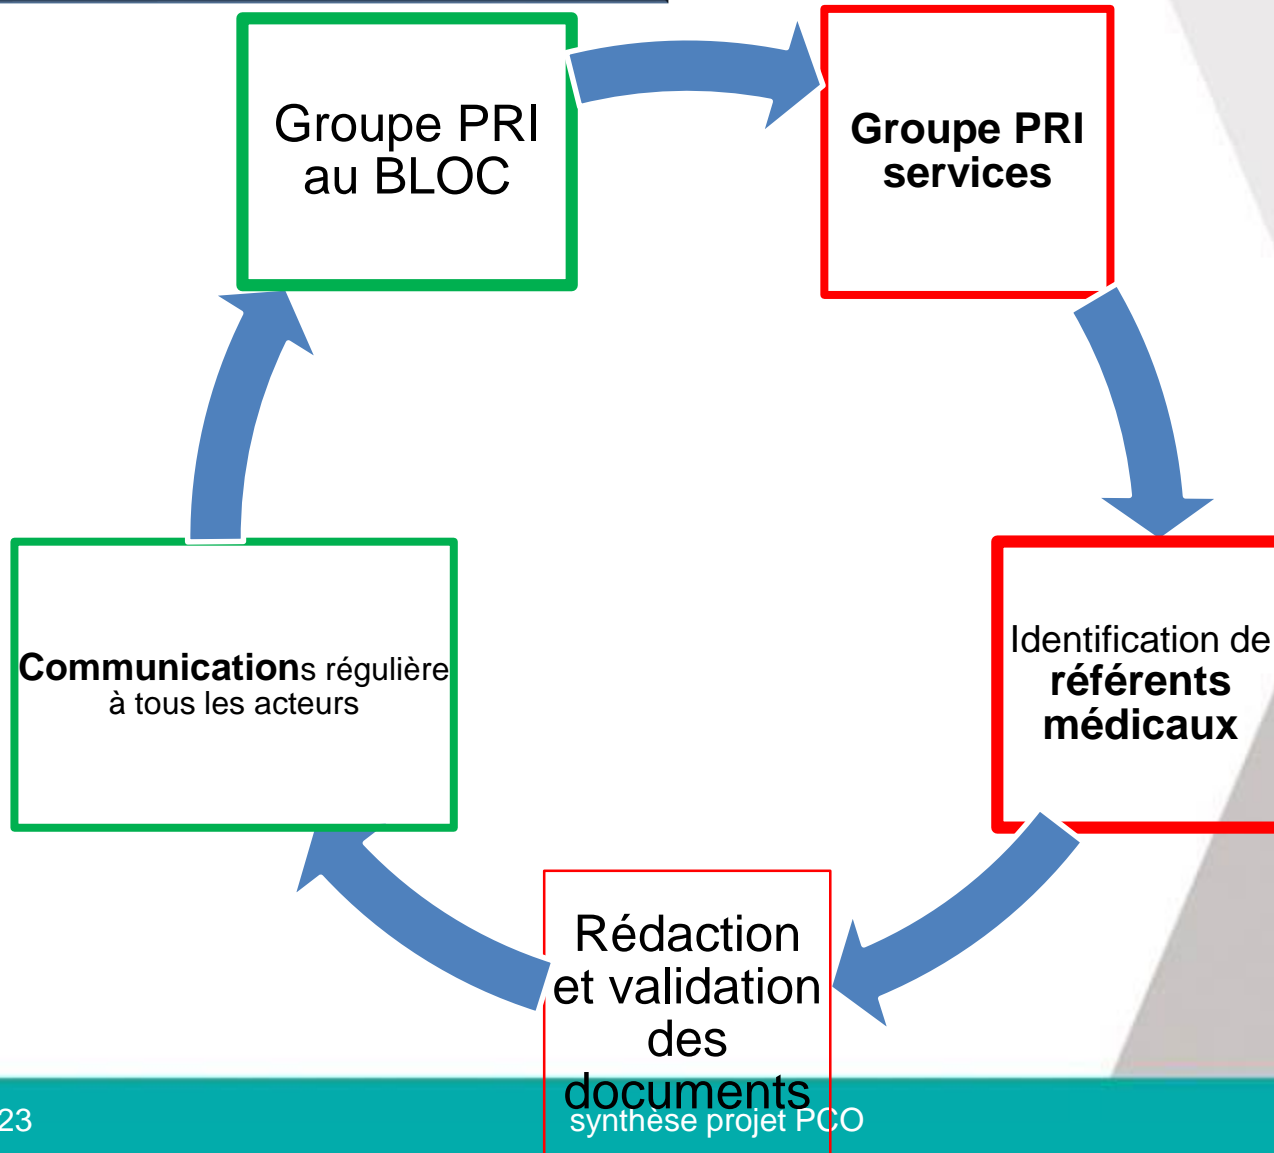 Groupe PRI
au BLOC
Groupe PRI
services
Identification de
référents
médicaux
Rédaction
et validation
des
documents
Communications régulière
à tous les acteurs
23
synthèse projet PCO